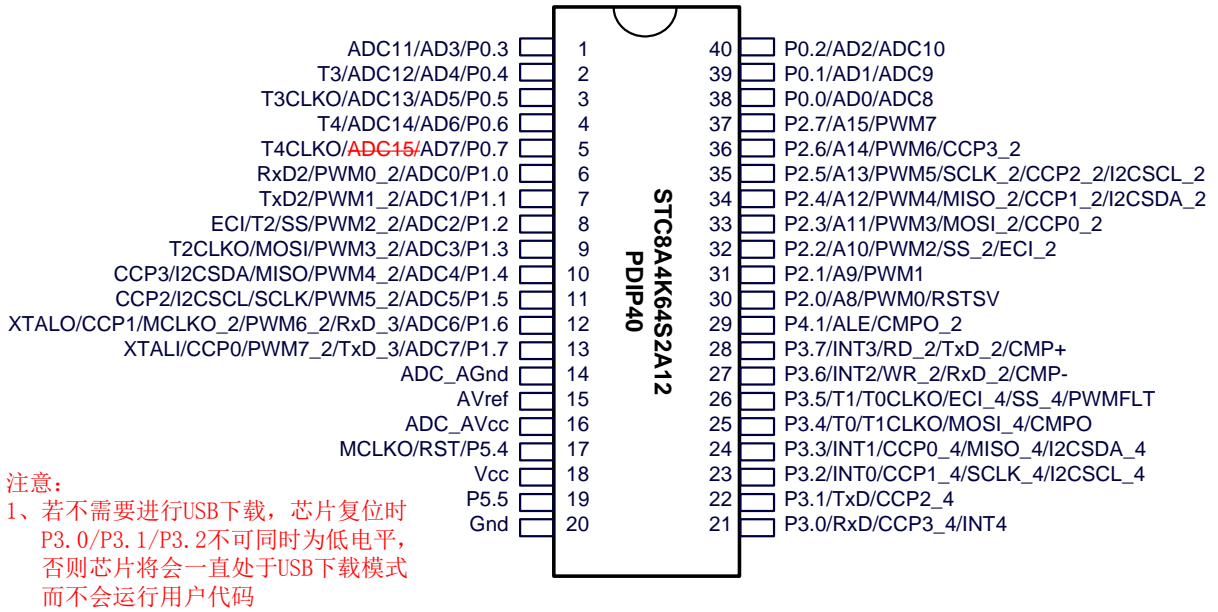 ADC11/AD3/P0.3 1 40 P0.2/AD2/ADC10
T3/ADC12/AD4/P0.4 2 39 P0.1/AD1/ADC9
T3CLKO/ADC13/AD5/P0.5 3 38 P0.0/AD0/ADC8
T4/ADC14/AD6/P0.6 4 37 P2.7/A15/PWM7
T4CLKO/ADC15/AD7/P0.7 5 36 P2.6/A14/PWM6/CCP3_2
RxD2/PWM0_2/ADC0/P1.0 6 35 P2.5/A13/PWM5/SCLK_2/CCP2_2/I2CSCL_2
TxD2/PWM1_2/ADC1/P1.1 7 34 P2.4/A12/PWM4/MISO_2/CCP1_2/I2CSDA_2
ECI/T2/SS/PWM2_2/ADC2/P1.2 8 33 P2.3/A11/PWM3/MOSI_2/CCP0_2
T2CLKO/MOSI/PWM3_2/ADC3/P1.3 9 32 P2.2/A10/PWM2/SS_2/ECI_2
CCP3/I2CSDA/MISO/PWM4_2/ADC4/P1.4 10 31 P2.1/A9/PWM1
CCP2/I2CSCL/SCLK/PWM5_2/ADC5/P1.5 11 30 P2.0/A8/PWM0/RSTSV
XTALO/CCP1/MCLKO_2/PWM6_2/RxD_3/ADC6/P1.6 12 29 P4.1/ALE/CMPO_2
XTALI/CCP0/PWM7_2/TxD_3/ADC7/P1.7 13 28 P3.7/INT3/RD_2/TxD_2/CMP+
ADC_AGnd 14 27 P3.6/INT2/WR_2/RxD_2/CMP-
AVref 15 26 P3.5/T1/T0CLKO/ECI_4/SS_4/PWMFLT
ADC_AVcc 16 25 P3.4/T0/T1CLKO/MOSI_4/CMPO
MCLKO/RST/P5.4 17 24 P3.3/INT1/CCP0_4/MISO_4/I2CSDA_4
Vcc 18 23 P3.2/INT0/CCP1_4/SCLK_4/I2CSCL_4
P5.5 19 22 P3.1/TxD/CCP2_4
Gnd 20 21 P3.0/RxD/CCP3_4/INT4
STC8A4K64S2A12
PDIP40
注意：
1、若不需要进行USB下载，芯片复位时
P3.0/P3.1/P3.2不可同时为低电平，
否则芯片将会一直处于USB下载模式
而不会运行用户代码